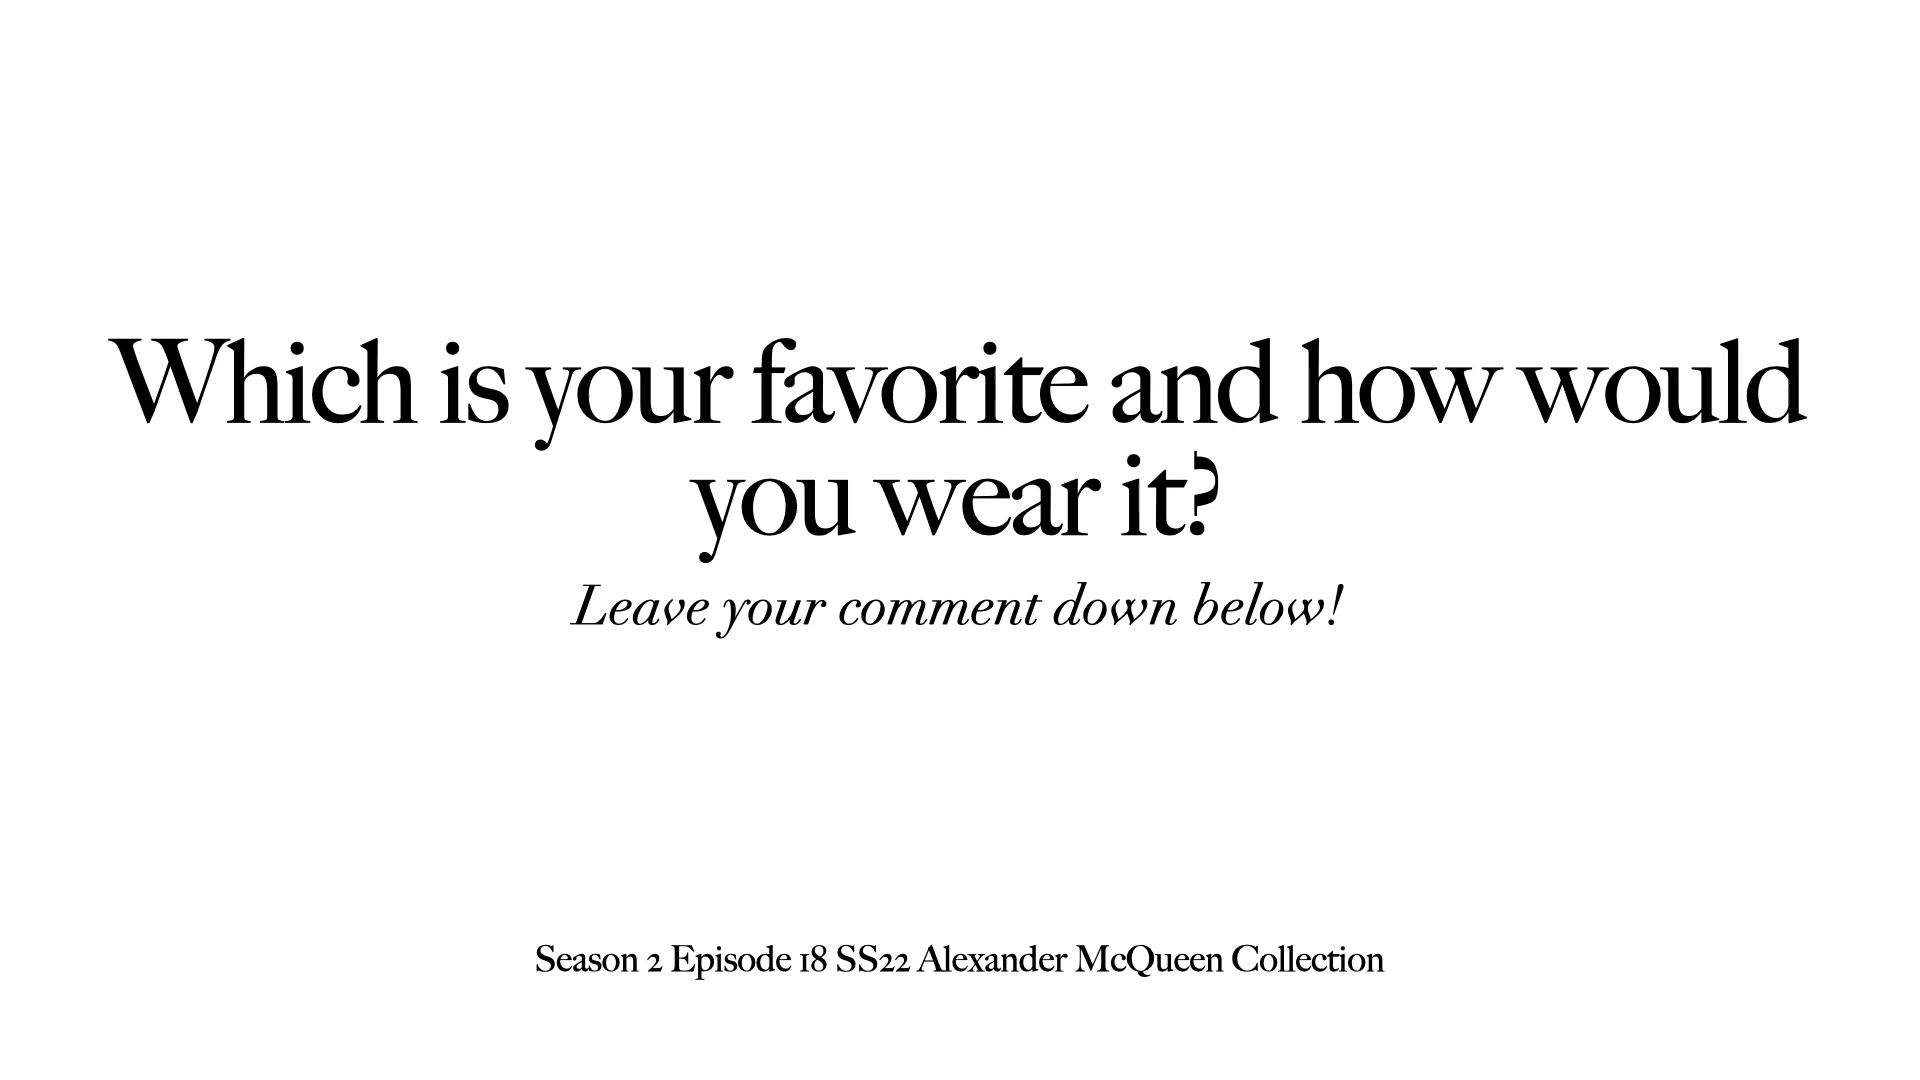 Which is your favorite and how would
you wear it?
Leave your comment down below!
Season 2 Episode 18 SS22 Alexander McQueen Collection